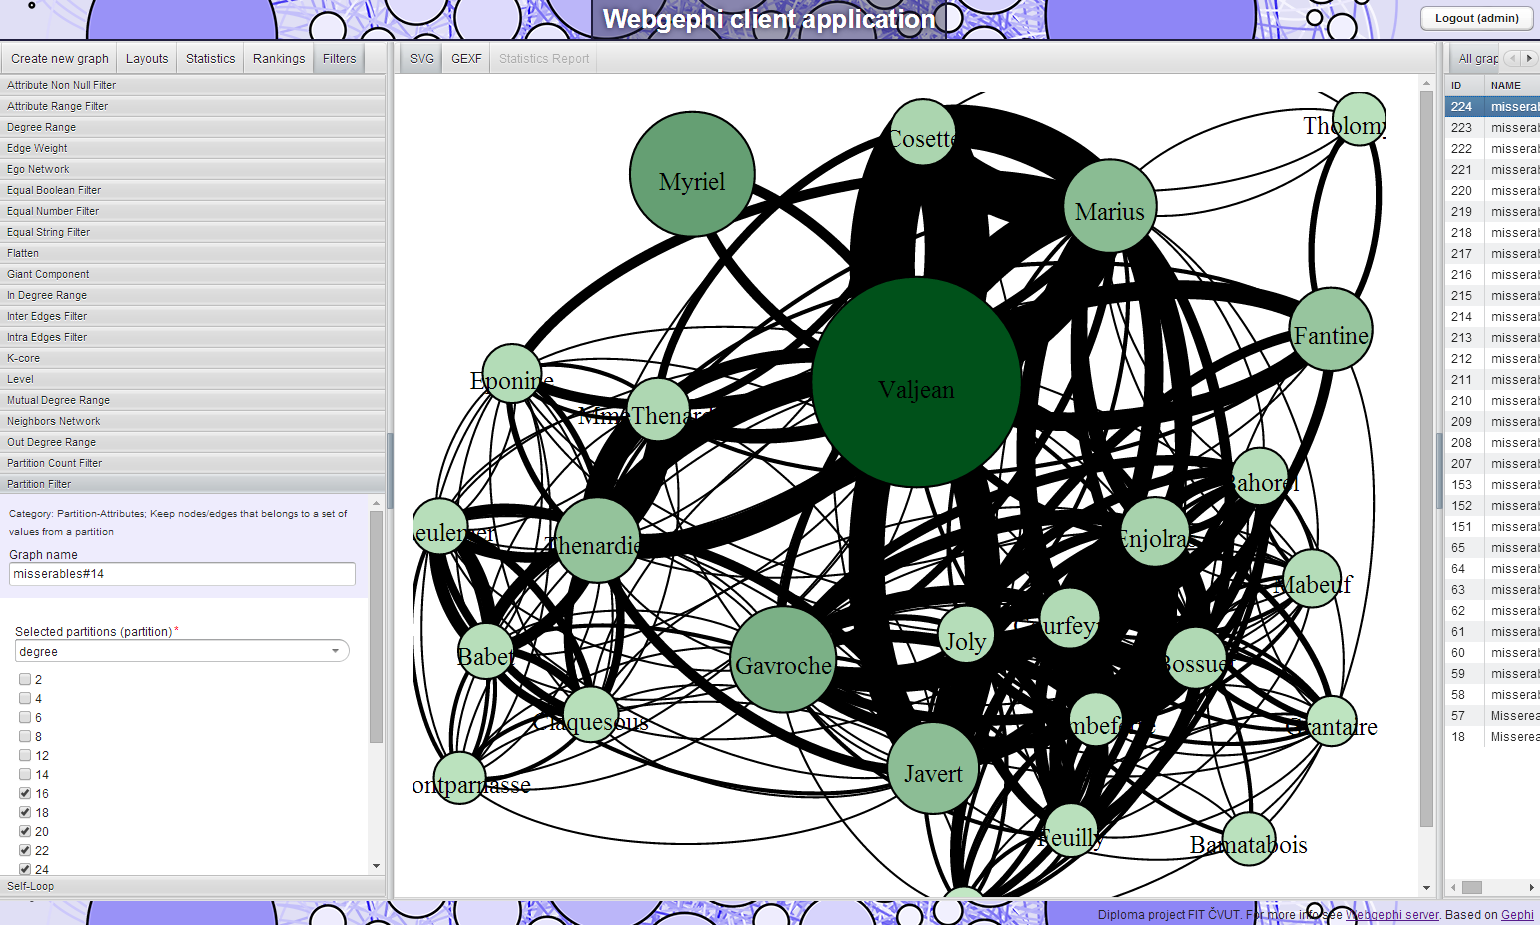 Webgephi client application
Logout (admin)
Create new graph
Layouts
Statistics
Rankings
Filters
SVG
GEXF
Statistics Report
All grap
Attribute Non Null Filter
Attribute Range Filter
Degree Range
Edge Weight
Ego Network
Equal Boolean Filter
Equal Number Filter
Equal String Filter
Flatten
Giant Component
In Degree Range
Inter Edges Filter
Intra Edges Filter
K-core
Level
Mutual Degree Range
Neighbors Network
Out Degree Range
Partition Count Filter
Partition Filter
Category: Partition-Attributes; Keep nodes/edges that belongs to a set of
values from a partition
Graph name
misserables#14
Selected partitions (partition) *
degree
2
4
6
8
12
14
16
18
20
22
24
Self-Loop
Cosette
Tholomy
Myriel
Marius
Fantine
Valjean
Eponine
MmeThenard
Bahorel
eulemer
Thenardie
Enjolra
Mabeuf
Courfeyr
Joly
Babet
Gavroche
Bossuet
Claquesous
mbefe
Grantaire
Javert
ontparnasse
Feuilly
Bamatabois
ID NAME
224 misserab
223 misserab
222 misserab
221 misserab
220 misserab
219 misserab
218 misserab
217 misserab
216 misserab
215 misserab
214 misserab
213 misserab
212 misserab
211 misserab
210 misserab
209 misserab
208 misserab
207 misserab
153 misserab
152 misserab
151 misserab
65 misserab
64 misserab
63 misserab
62 misserab
61 misserab
60 misserab
59 misserab
58 misserab
57 Misserea
18 Misserea
Diploma project FIT ČVUT. For more info see Webgephi server. Based on Gephi